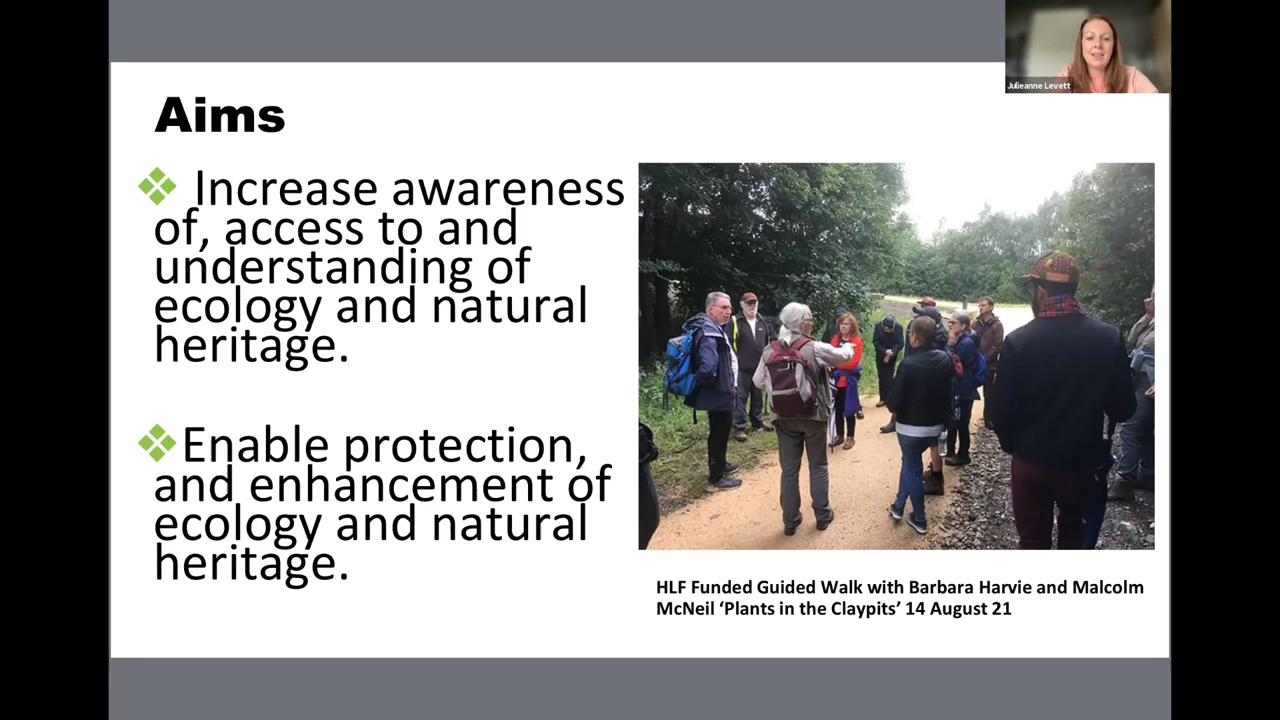 Julieanne Levett
Aims
Increase awareness
of, access to and
understanding of
ecology and natural
heritage.
Enable protection,
and enhancement of
ecology and natural
heritage.
HLF Funded Guided Walk with Barbara Harvie and Malcolm
McNeil ‘Plants in the Claypits’ 14 August 21